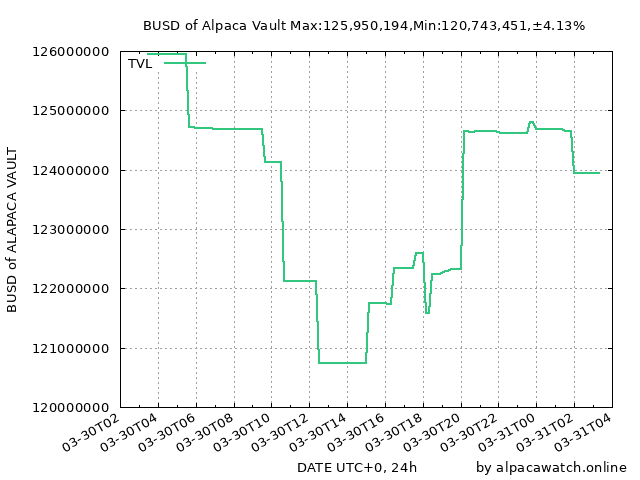 BUSD of Alpaca Vault Max:125,950,194,Min:120,743,451,±4.13%
TVL
126000000
125000000
124000000
123000000
122000000
121000000
120000000
BUSD of ALAPACA VAULT
03-30T02
03-30T04
03-30T06
03-30T08
03-30T10
03-30T12
03-30T14
03-30T16
03-30T18
03-30T20
03-30T22
03-31T00
03-31T02
03-31T04
DATE UTC+0, 24h
by alpacawatch.online